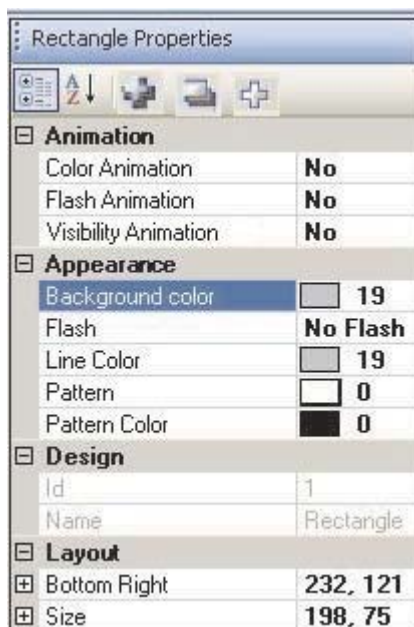 Rectangle Properties
A Z
Animation
Color Animation No
Flash Animation No
Visibility Animation No
Appearance
Background color 19
Flash No Flash
Line Color 19
Pattern 0
Pattern Color 0
Design
Id 1
Name Rectangle
Layout
Bottom Right 232, 121
Size 198, 75